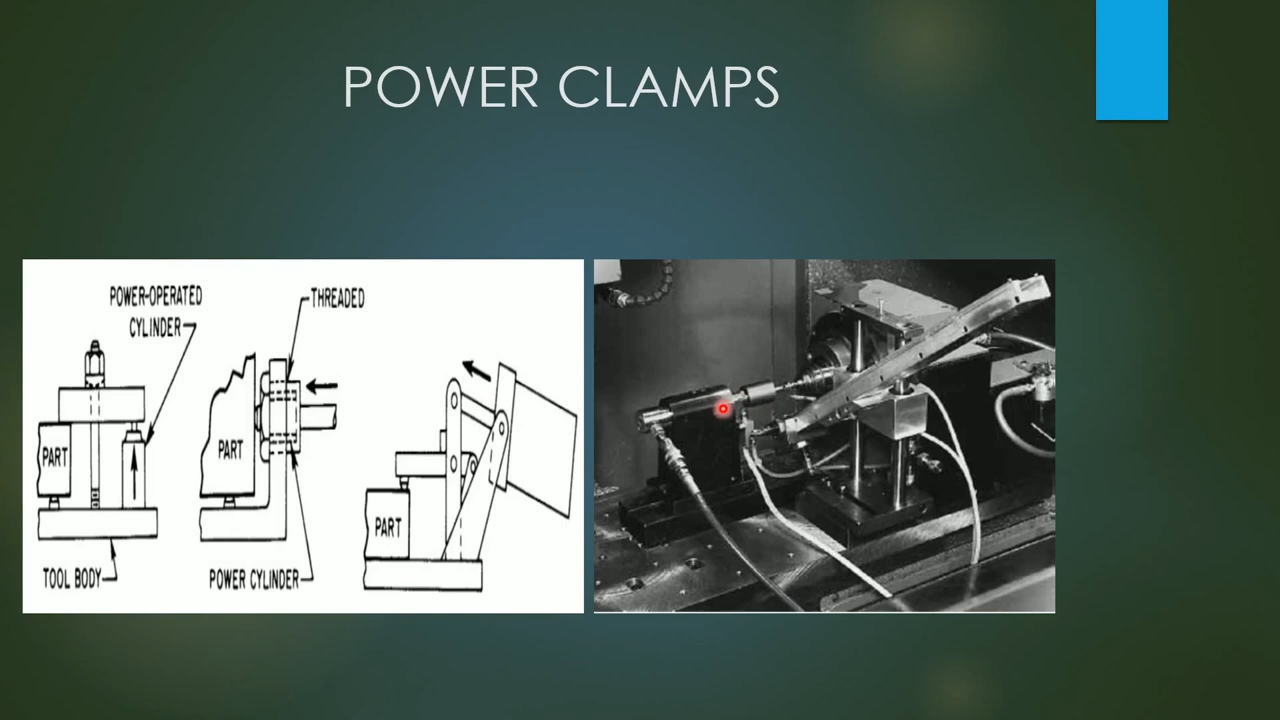 POWER CLAMPS
POWER-OPERATED
CYLINDER
THREADED
PART
PART
PART
TOOL BODY
POWER CYLINDER